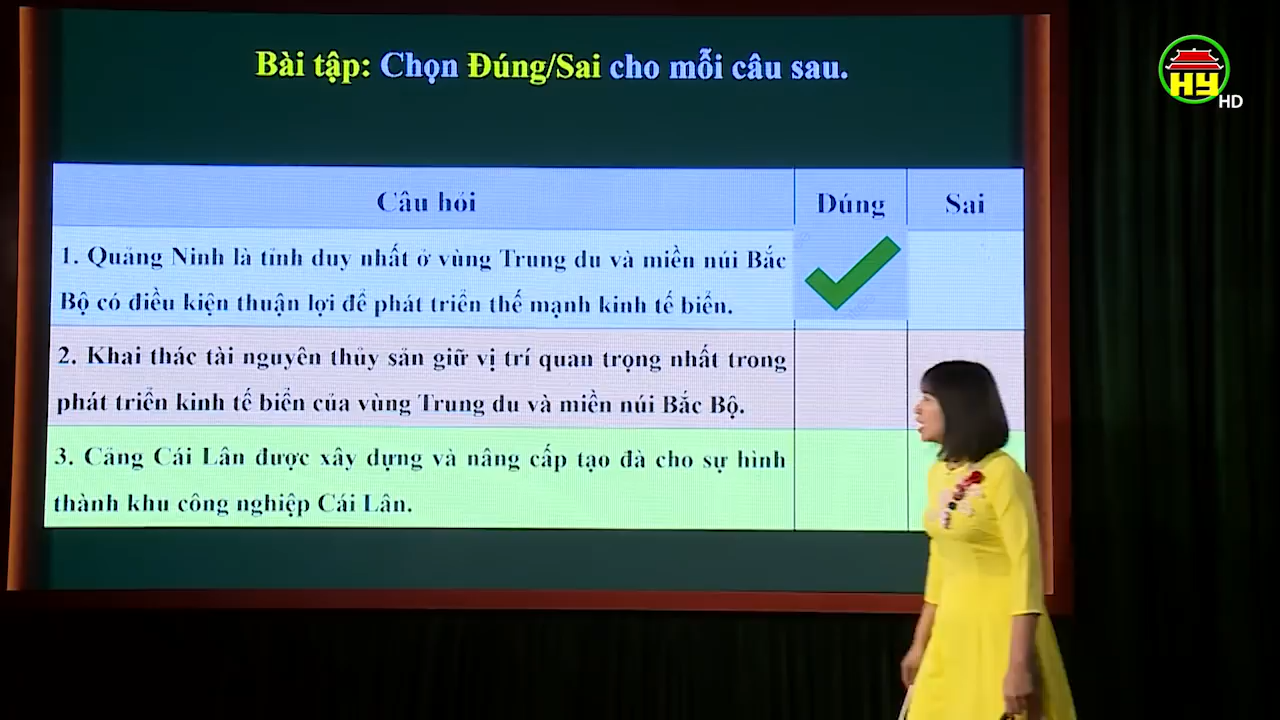 Bài tập: Chọn Đúng/Sai cho mỗi câu sau.
HY
HD
Câu hỏi
Đúng
Sai
1. Quảng Ninh là tỉnh duy nhất ở vùng Trung du và miền núi Bắc
Bộ có điều kiện thuận lợi để phát triển thế mạnh kinh tế biển.
2. Khai thác tài nguyên thủy sản giữ vị trí quan trọng nhất trong
phát triển kinh tế biển của vùng Trung du và miền núi Bắc Bộ.
3. Cảng Cái Lân được xây dựng và nâng cấp tạo đà cho sự hình
thành khu công nghiệp Cái Lân.